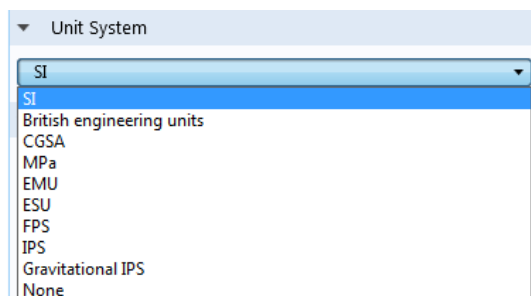 Unit System
SI
SI
British engineering units
CGSA
MPa
EMU
ESU
FPS
IPS
Gravitational IPS
None